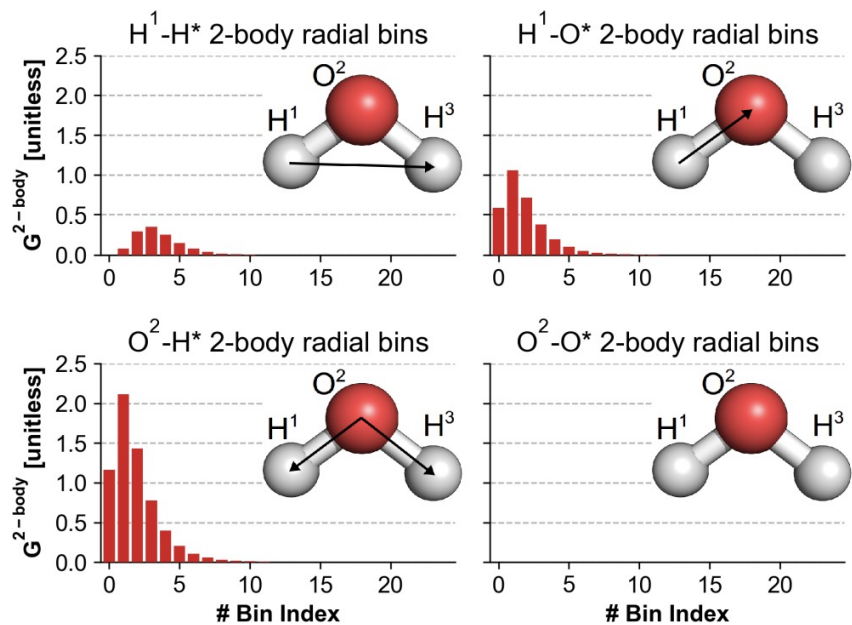 H¹-H* 2-body radial bins
G²⁻ᵇᵒᵈʸ [unitless]
2.5
2.0
1.5
1.0
0.5
0.0
O²
H¹
H³
0 5 10 15 20
H¹-O* 2-body radial bins
O²
H¹
H³
0 5 10 15 20
O²-H* 2-body radial bins
G²⁻ᵇᵒᵈʸ [unitless]
2.5
2.0
1.5
1.0
0.5
0.0
O²
H¹
H³
0 5 10 15 20
# Bin Index
O²-O* 2-body radial bins
O²
H¹
H³
0 5 10 15 20
# Bin Index